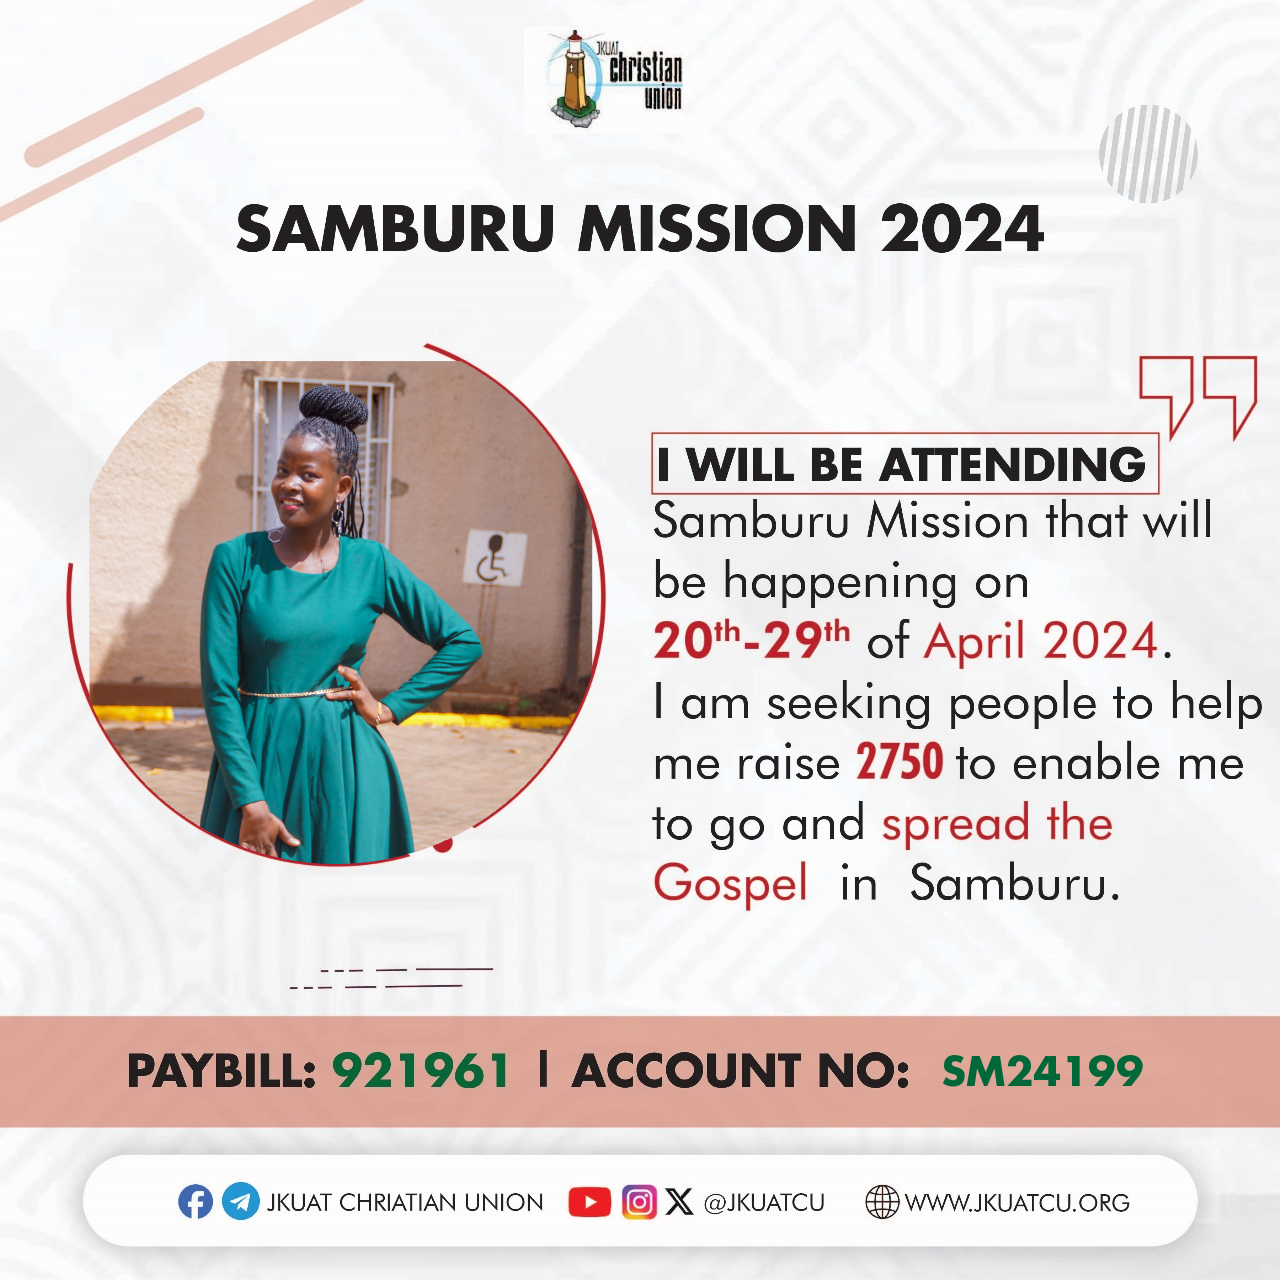 JKUAT
christian
union
SAMBURU MISSION 2024
I WILL BE ATTENDING
Samburu Mission that will
be happening on
20th-29th of April 2024.
I am seeking people to help
me raise 2750 to enable me
to go and spread the
Gospel in Samburu.
PAYBILL: 921961 | ACCOUNT NO: SM24199
JKUAT CHRIATIAN UNION @JKUATCU WWW.JKUATCU.ORG